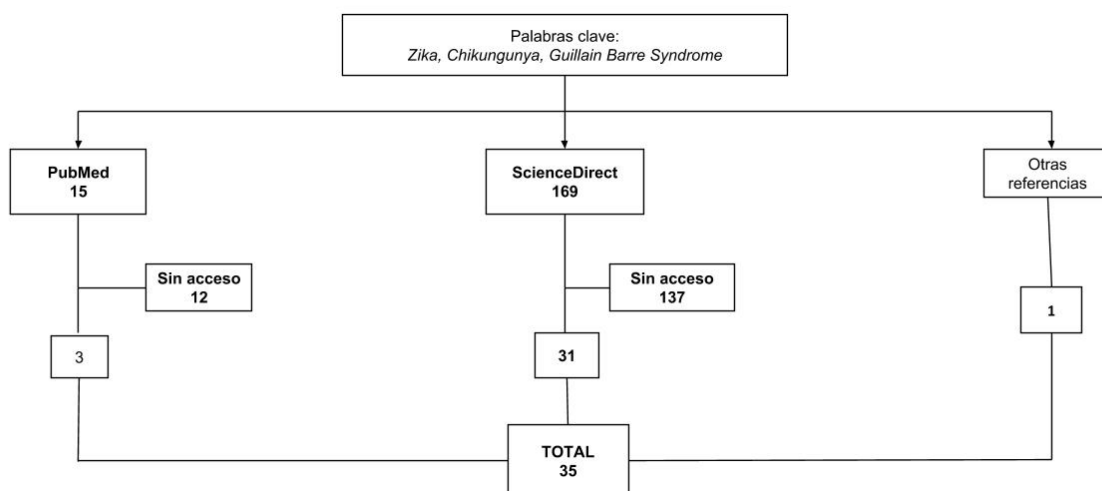 Palabras clave:
Zika, Chikungunya, Guillain Barre Syndrome
PubMed
15
ScienceDirect
169
Otras
referencias
Sin acceso
12
Sin acceso
137
1
3
31
TOTAL
35